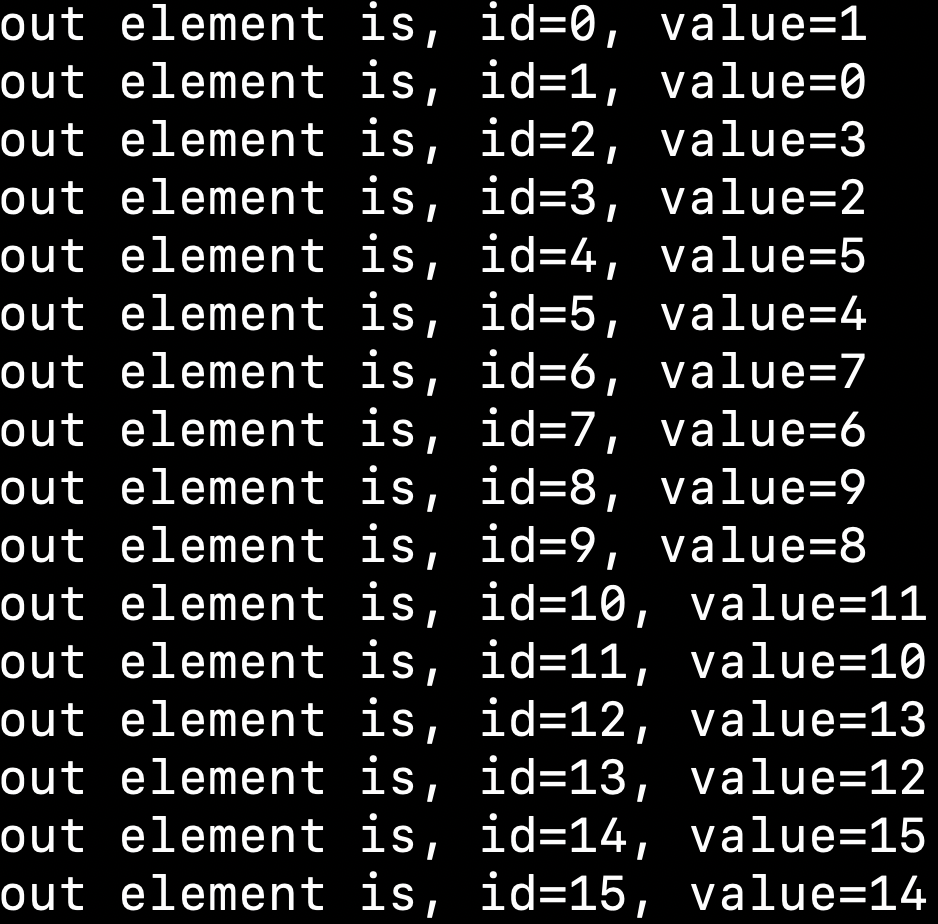 out element is, id=0, value=1
out element is, id=1, value=0
out element is, id=2, value=3
out element is, id=3, value=2
out element is, id=4, value=5
out element is, id=5, value=4
out element is, id=6, value=7
out element is, id=7, value=6
out element is, id=8, value=9
out element is, id=9, value=8
out element is, id=10, value=11
out element is, id=11, value=10
out element is, id=12, value=13
out element is, id=13, value=12
out element is, id=14, value=15
out element is, id=15, value=14